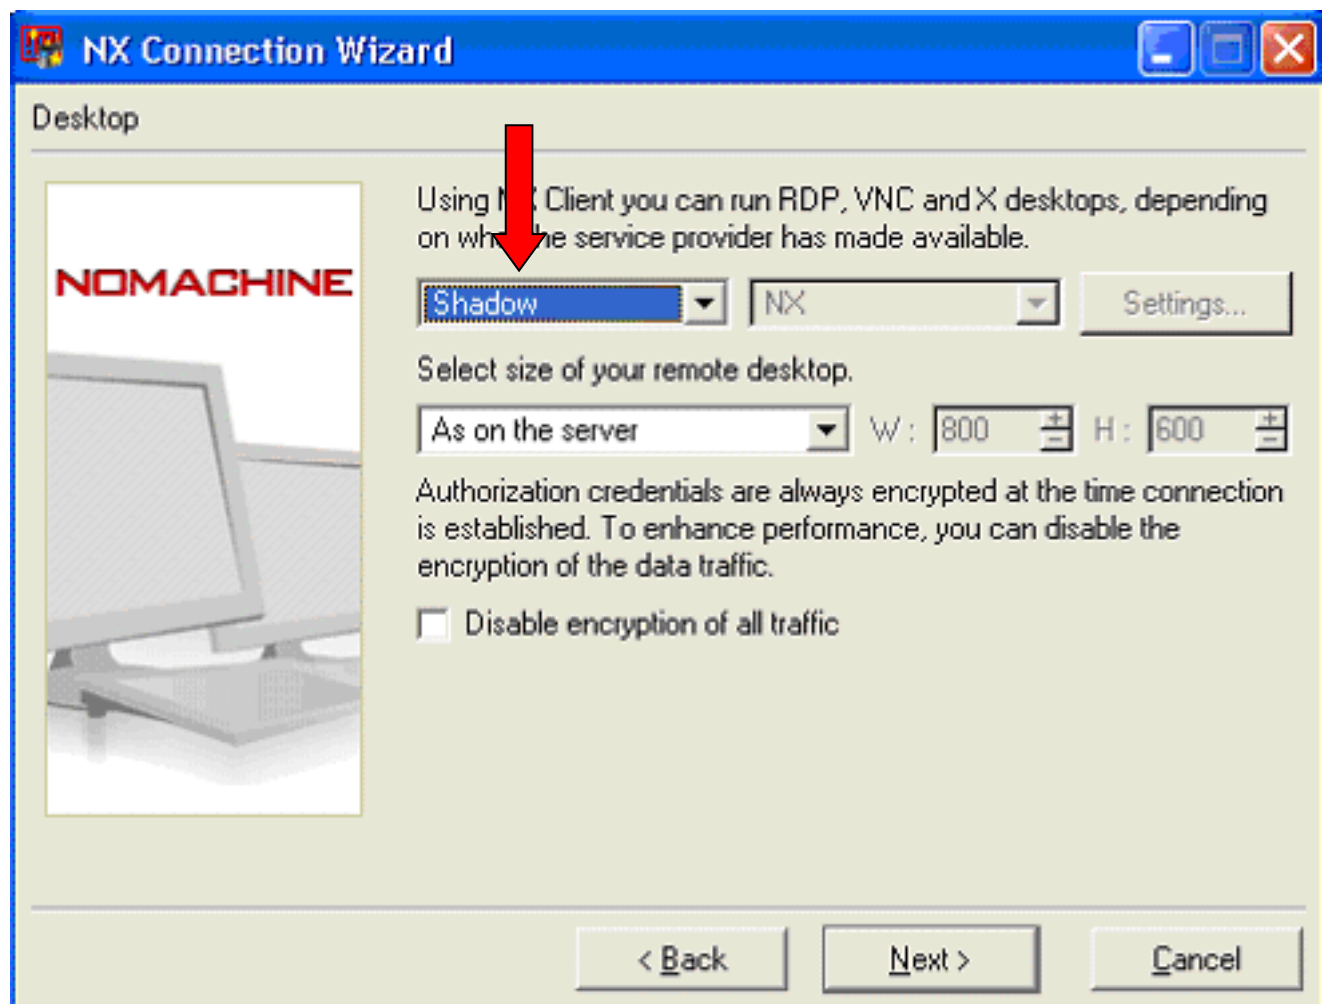 NX Connection Wizard
Desktop
Using Client you can run RDP, VNC and X desktops, depending
on he service provider has made available.
NOMACHINE
Shadow NX Settings...
Select size of your remote desktop.
As on the server W : 800 H : 600
Authorization credentials are always encrypted at the time connection
is established. To enhance performance, you can disable the
encryption of the data traffic.
Disable encryption of all traffic
< Back Next > Cancel